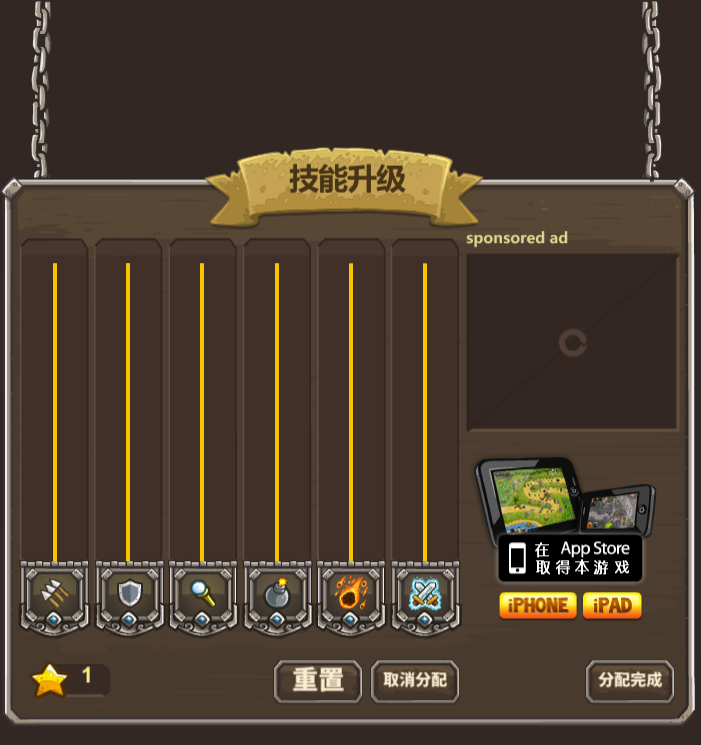 技能升级
sponsored ad
在 App Store
取得本游戏
iPHONE
iPAD
1
重置
取消分配
分配完成